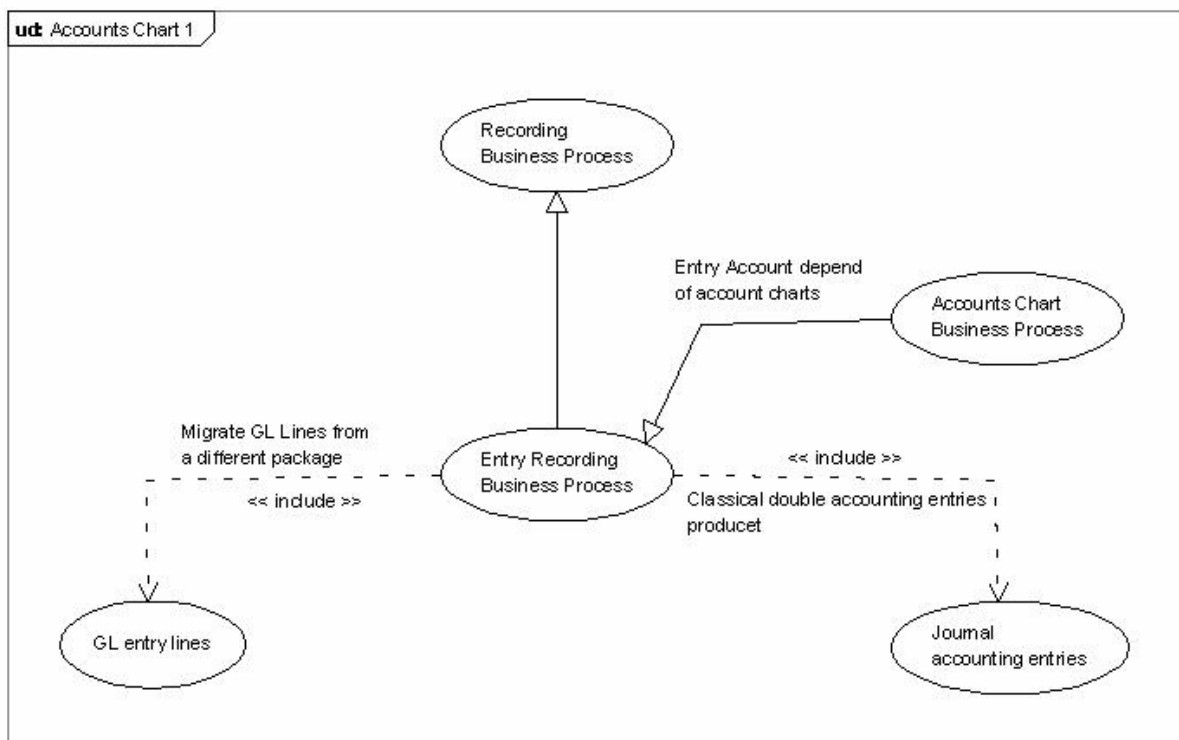 ud: Accounts Chart 1
Recording
Business Process
Entry Account depend
of account charts
Accounts Chart
Business Process
Migrate GL Lines from
a different package
<< include >>
Entry Recording
Business Process
<< include >>
Classical double accounting entries
producet
GL entry lines
Journal
accounting entries